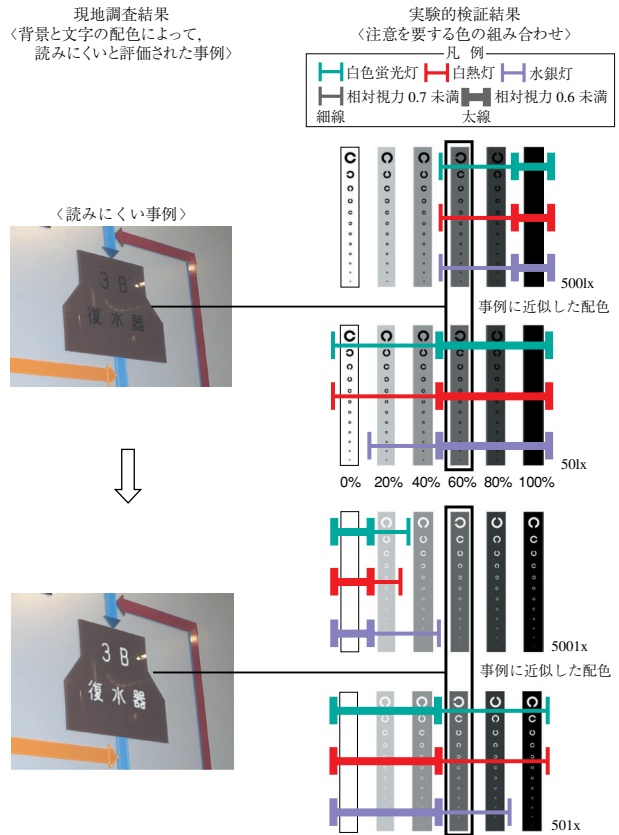 現地調査結果
〈背景と文字の配色によって，
読みにくいと評価された事例〉
実験的検証結果
〈注意を要する色の組み合わせ〉
凡 例
白色蛍光灯 白熱灯 水銀灯
相対視力 0.7 未満 相対視力 0.6 未満
細線 太線
〈読みにくい事例〉
3 B
復水器
500lx
事例に近似した配色
50lx
0% 20% 40% 60% 80% 100%
500lx
3 B
復水器
事例に近似した配色
50lx